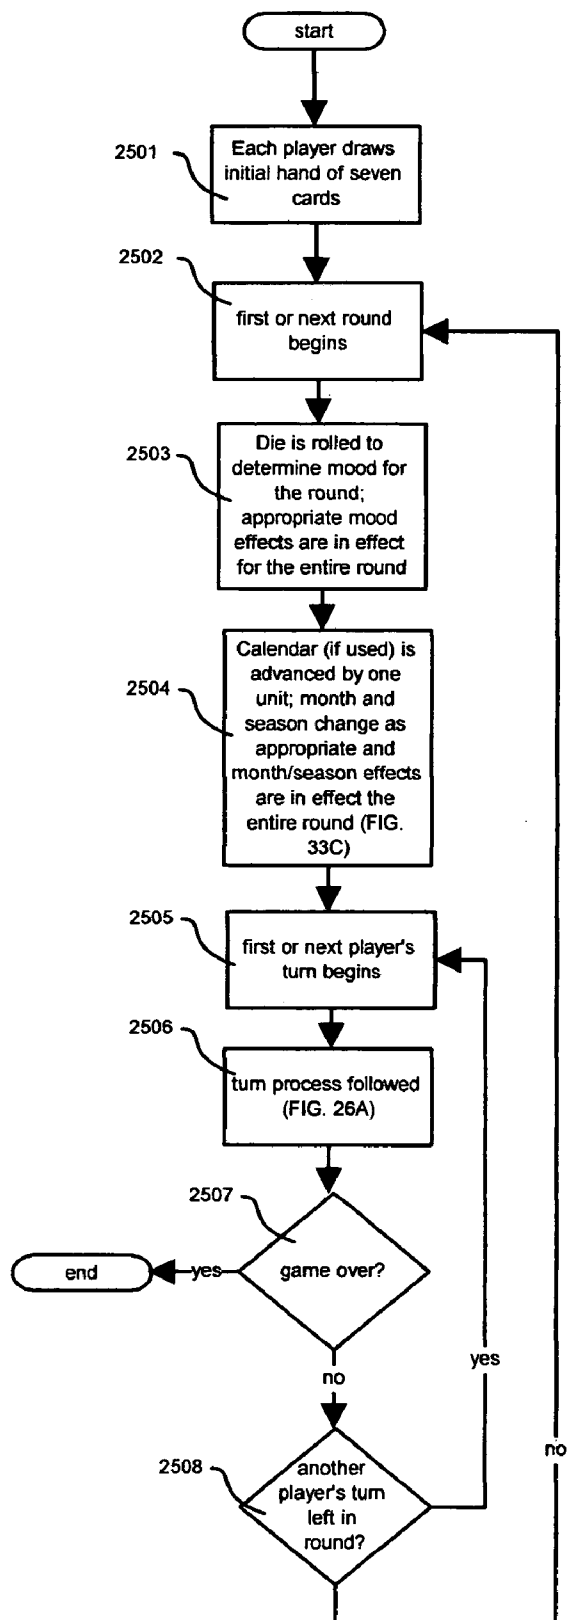 start
2501
Each player draws
initial hand of seven
cards
2502
first or next round
begins
2503
Die is rolled to
determine mood for
the round;
appropriate mood
effects are in effect
for the entire round
2504
Calendar (if used) is
advanced by one
unit; month and
season change as
appropriate and
month/season effects
are in effect the
entire round (FIG.
33C)
2505
first or next player's
turn begins
2506
turn process followed
(FIG. 26A)
2507
game over?
yes
end
no
yes
no
2508
another
player's turn
left in
round?